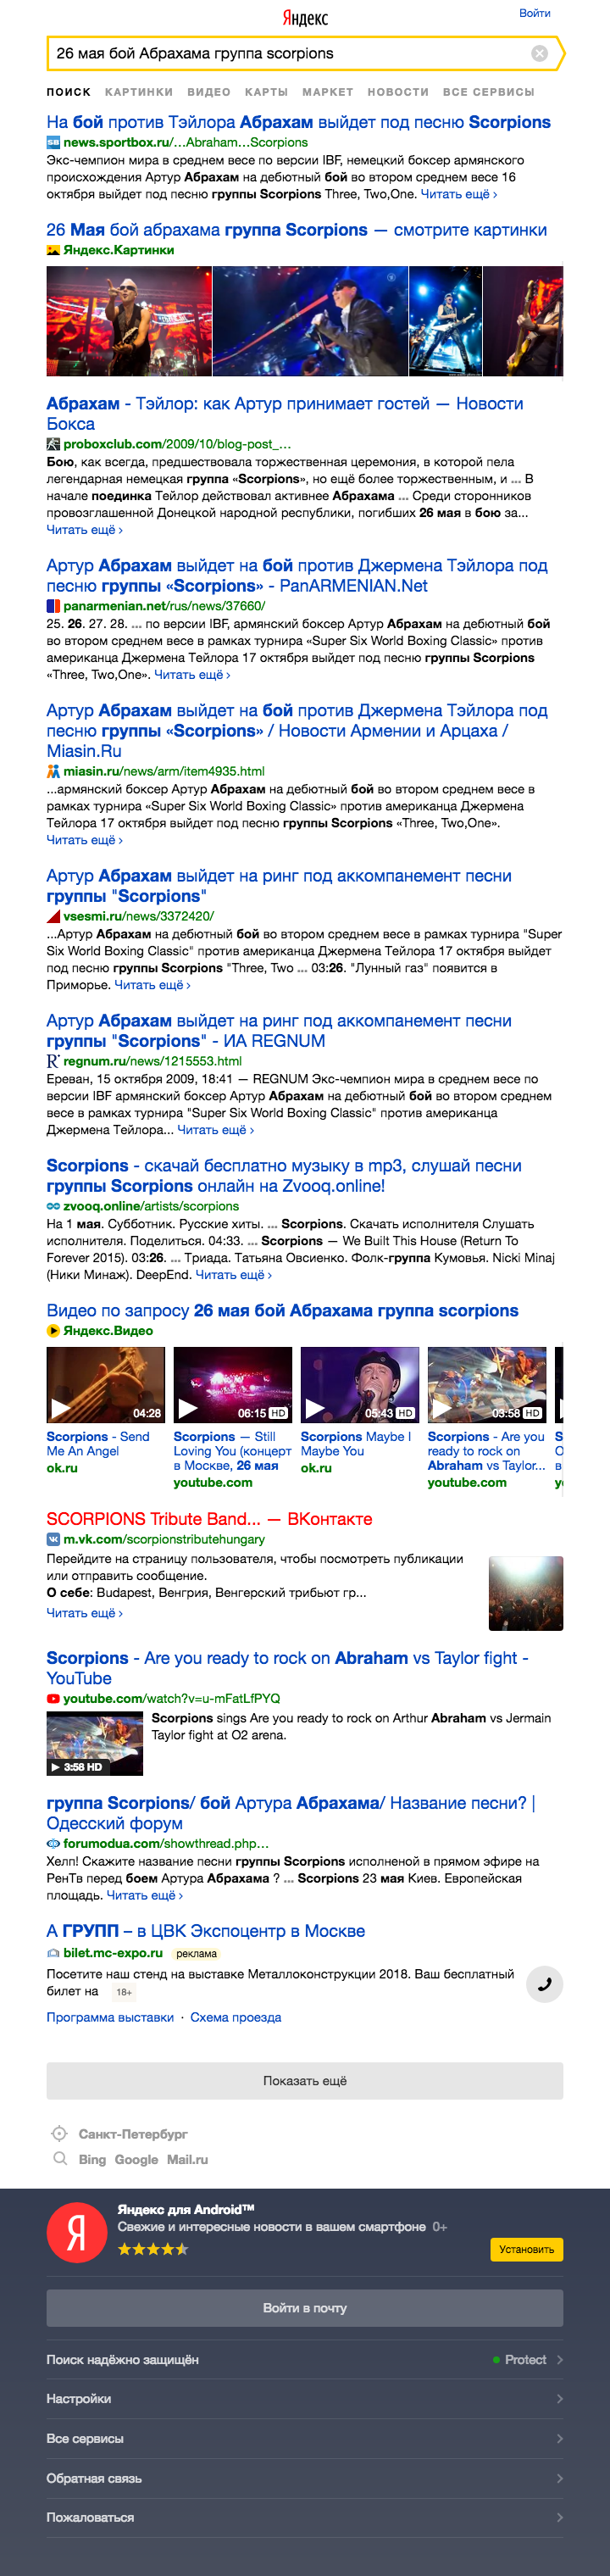 Яндекс
Войти
26 мая бой Абрахама группа scorpions
ПОИСК КАРТИНКИ ВИДЕО КАРТЫ МАРКЕТ НОВОСТИ ВСЕ СЕРВИСЫ
На бой против Тэйлора Абрахам выйдет под песню Scorpions
news.sportbox.ru/…Abraham…Scorpions
Экс-чемпион мира в среднем весе по версии IBF, немецкий боксер армянского
происхождения Артур Абрахам на дебютный бой во втором среднем весе 16
октября выйдет под песню группы Scorpions Three, Two,One. Читать ещё ›
26 Мая бой абрахама группа Scorpions — смотрите картинки
Яндекс.Картинки
Абрахам - Тэйлор: как Артур принимает гостей — Новости
Бокса
proboxclub.com/2009/10/blog-post_…
Бою, как всегда, предшествовала торжественная церемония, в которой пела
легендарная немецкая группа «Scorpions», но ещё более торжественным, и ... В
начале поединка Тейлор действовал активнее Абрахама ... Среди сторонников
провозглашенной Донецкой народной республики, погибших 26 мая в бою за...
Читать ещё ›
Артур Абрахам выйдет на бой против Джермена Тэйлора под
песню группы «Scorpions» - PanARMENIAN.Net
panarmenian.net/rus/news/37660/
25. 26. 27. 28. ... по версии IBF, армянский боксер Артур Абрахам на дебютный бой
во втором среднем весе в рамках турнира «Super Six World Boxing Classic» против
американца Джермена Тейлора 17 октября выйдет под песню группы Scorpions
«Three, Two,One». Читать ещё ›
Артур Абрахам выйдет на бой против Джермена Тэйлора под
песню группы «Scorpions» / Новости Армении и Арцаха /
Miasin.Ru
miasin.ru/news/arm/item4935.html
...армянский боксер Артур Абрахам на дебютный бой во втором среднем весе в
рамках турнира «Super Six World Boxing Classic» против американца Джермена
Тейлора 17 октября выйдет под песню группы Scorpions «Three, Two,One».
Читать ещё ›
Артур Абрахам выйдет на ринг под аккомпанемент песни
группы "Scorpions"
vsesmi.ru/news/3372420/
...Артур Абрахам на дебютный бой во втором среднем весе в рамках турнира "Super
Six World Boxing Classic" против американца Джермена Тейлора 17 октября выйдет
под песню группы Scorpions "Three, Two ... 03:26. "Лунный газ" появится в
Приморье. Читать ещё ›
Артур Абрахам выйдет на ринг под аккомпанемент песни
группы "Scorpions" - ИА REGNUM
regnum.ru/news/1215553.html
Ереван, 15 октября 2009, 18:41 — REGNUM Экс-чемпион мира в среднем весе по
версии IBF армянский боксер Артур Абрахам на дебютный бой во втором среднем
весе в рамках турнира "Super Six World Boxing Classic" против американца
Джермена Тейлора... Читать ещё ›
Scorpions - скачай бесплатно музыку в mp3, слушай песни
группы Scorpions онлайн на Zvooq.online!
zvooq.online/artists/scorpions
На 1 мая. Субботник. Русские хиты. ... Scorpions. Скачать исполнителя Слушать
исполнителя. Поделиться. 04:33. ... Scorpions — We Built This House (Return To
Forever 2015). 03:26. ... Триада. Татьяна Овсиенко. Фолк-группа Кумовья. Nicki Minaj
(Ники Минаж). DeepEnd. Читать ещё ›
Видео по запросу 26 мая бой Абрахама группа scorpions
Яндекс.Видео
04:28 06:15 HD 05:43 HD 03:58 HD
Scorpions - Send Scorpions — Still Scorpions Maybe I Scorpions - Are you S
Me An Angel Loving You (концерт Maybe You ready to rock on
ok.ru в Москве, 26 мая ok.ru Abraham vs Taylor... в
youtube.com youtube.com
SCORPIONS Tribute Band... — ВКонтакте
m.vk.com/scorpionstributehungary
Перейдите на страницу пользователя, чтобы посмотреть публикации
или отправить сообщение.
О себе: Budapest, Венгрия, Венгерский трибьют гр...
Читать ещё ›
Scorpions - Are you ready to rock on Abraham vs Taylor fight -
YouTube
youtube.com/watch?v=u-mFatLfPYQ
Scorpions sings Are you ready to rock on Arthur Abraham vs Jermain
Taylor fight at O2 arena.
3:58 HD
группа Scorpions/ бой Артура Абрахама/ Название песни? |
Одесский форум
forumodua.com/showthread.php…
Хелп! Скажите название песни группы Scorpions исполненой в прямом эфире на
РенТв перед боем Артура Абрахама ? ... Scorpions 23 мая Киев. Европейская
площадь. Читать ещё ›
А ГРУПП – в ЦВК Экспоцентр в Москве
bilet.mc-expo.ru реклама
Посетите наш стенд на выставке Металлоконструкции 2018. Ваш бесплатный
билет на 18+
Программа выставки · Схема проезда
Показать ещё
Санкт-Петербург
Bing Google Mail.ru
Я
Яндекс для Android™
Свежие и интересные новости в вашем смартфоне 0+
Установить
Войти в почту
Поиск надёжно защищён Protect
Настройки
Все сервисы
Обратная связь
Пожаловаться